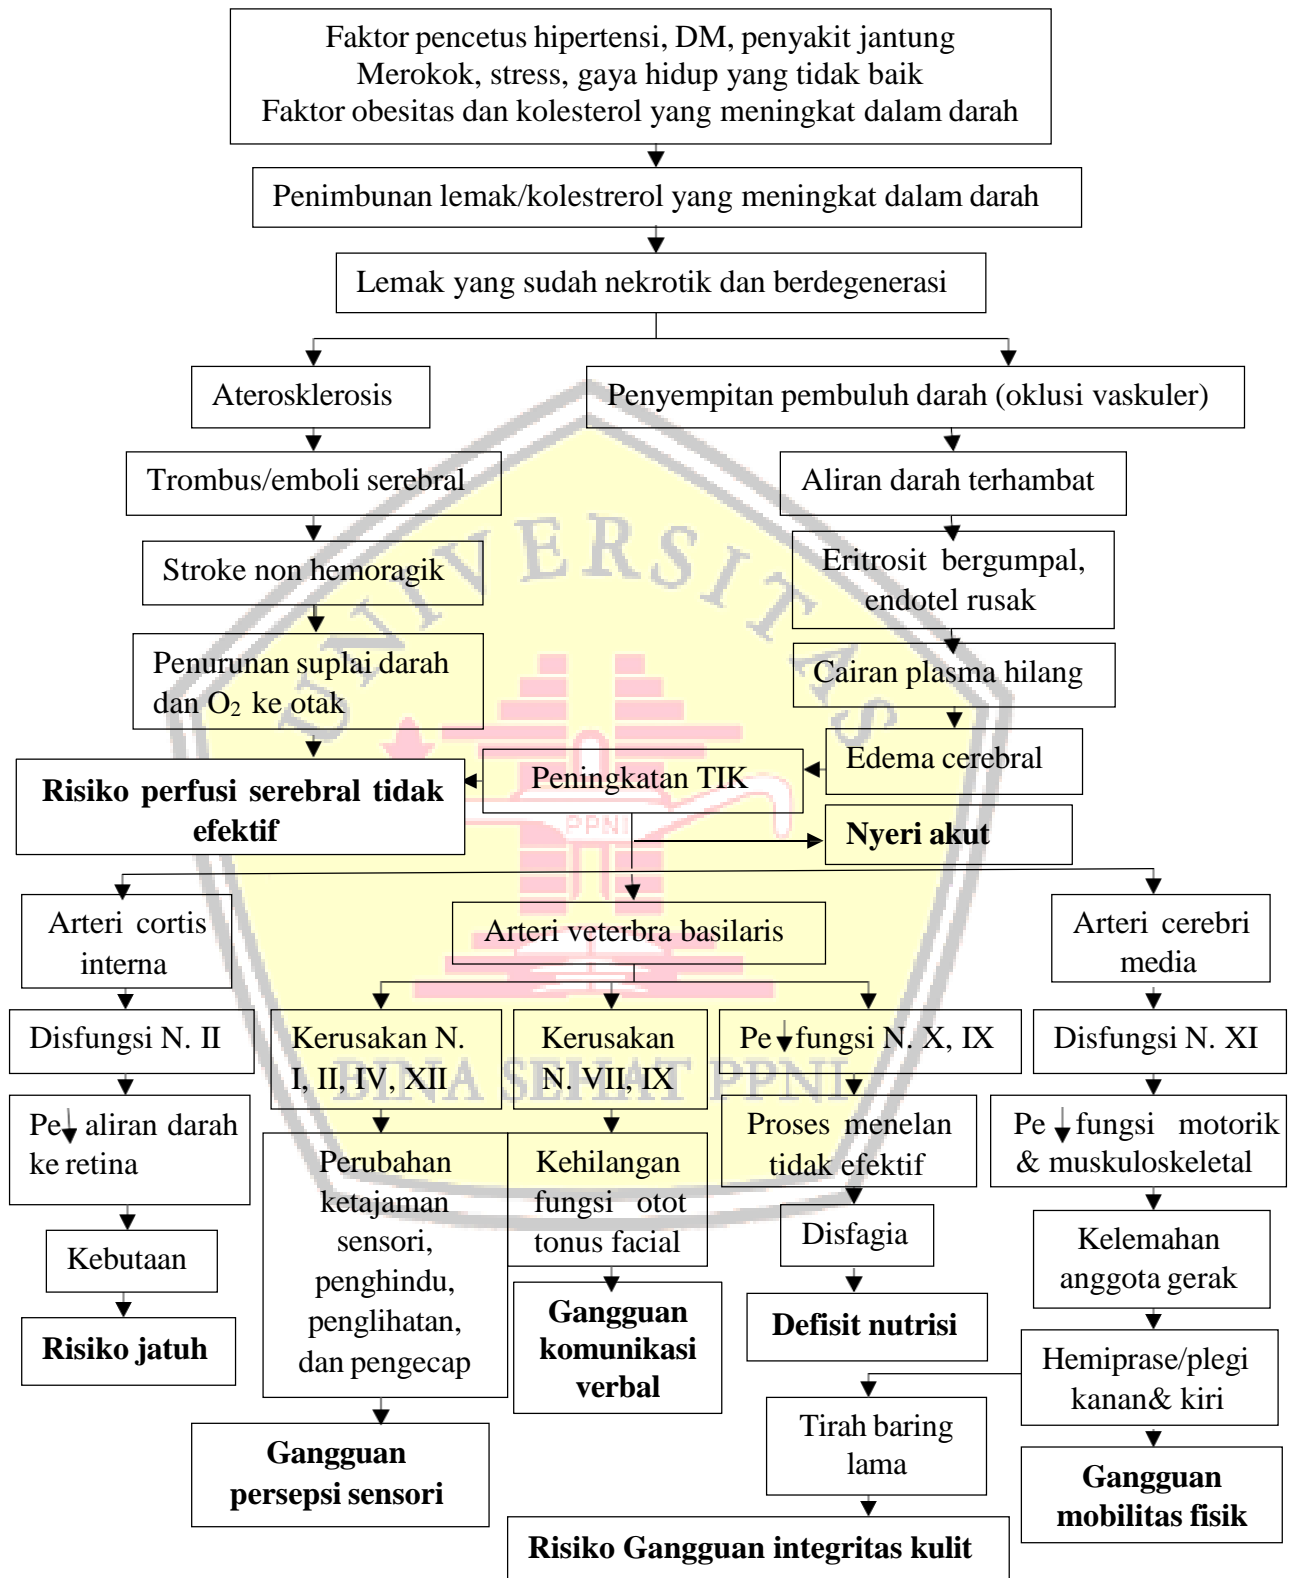 Faktor pencetus hipertensi, DM, penyakit jantung
Merokok, stress, gaya hidup yang tidak baik
Faktor obesitas dan kolesterol yang meningkat dalam darah
Penimbunan lemak/kolestrerol yang meningkat dalam darah
Lemak yang sudah nekrotik dan berdegenerasi
Aterosklerosis
Penyempitan pembuluh darah (oklusi vaskuler)
Trombus/emboli serebral
Aliran darah terhambat
Stroke non hemoragik
Eritrosit bergumpal,
endotel rusak
Penurunan suplai darah
dan O₂ ke otak
Cairan plasma hilang
Edema cerebral
Peningkatan TIK
Risiko perfusi serebral tidak
efektif
Nyeri akut
Arteri cortis
interna
Arteri veterbra basilaris
Arteri cerebri
media
Disfungsi N. II
Kerusakan N.
I, II, IV, XII
Kerusakan
N. VII, IX
Pe↓fungsi N. X, IX
Disfungsi N. XI
Pe↓ aliran darah
ke retina
Perubahan
ketajaman
sensori,
penghindu,
penglihatan,
dan pengecap
Kehilangan
fungsi otot
tonus facial
Proses menelan
tidak efektif
Pe ↓ fungsi motorik
& muskuloskeletal
Kebutaan
Disfagia
Kelemahan
anggota gerak
Risiko jatuh
Gangguan
komunikasi
verbal
Defisit nutrisi
Hemiprase/plegi
kanan& kiri
Gangguan
persepsi sensori
Tirah baring
lama
Gangguan
mobilitas fisik
Risiko Gangguan integritas kulit
UNIVERSITAS
PPNI
BINA SEHAT PPNI